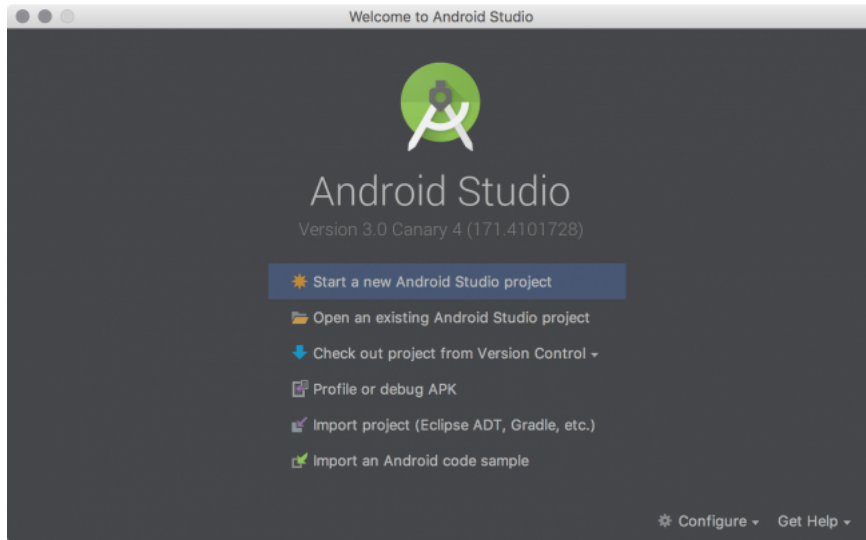 Welcome to Android Studio
Android Studio
Version 3.0 Canary 4 (171.4101728)
Start a new Android Studio project
Open an existing Android Studio project
Check out project from Version Control
Profile or debug APK
Import project (Eclipse ADT, Gradle, etc.)
Import an Android code sample
Configure Get Help